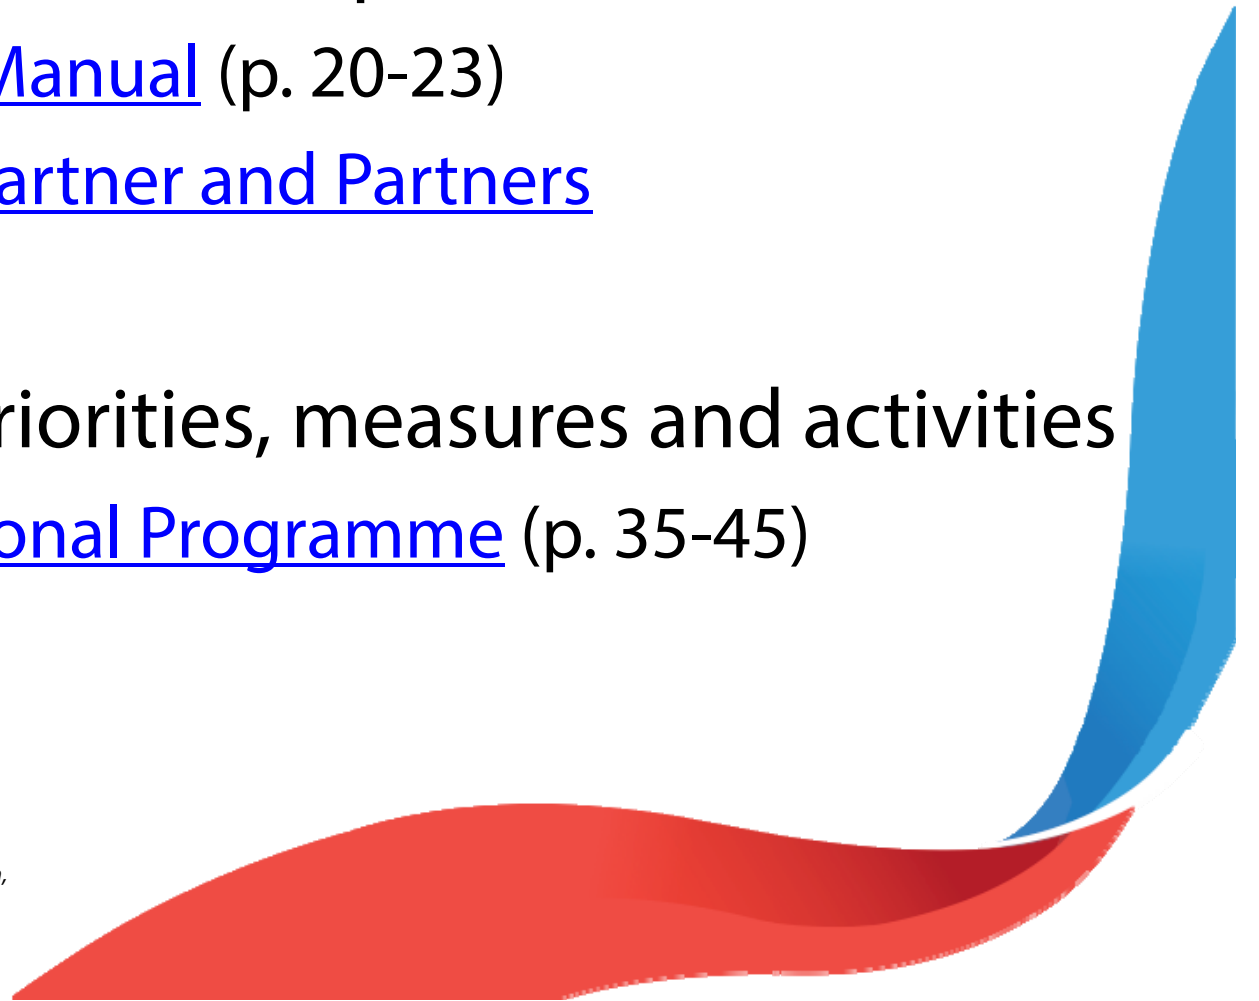 Manual (p. 20-23)
artner and Partners
riorities, measures and activities
onal Programme (p. 35-45)